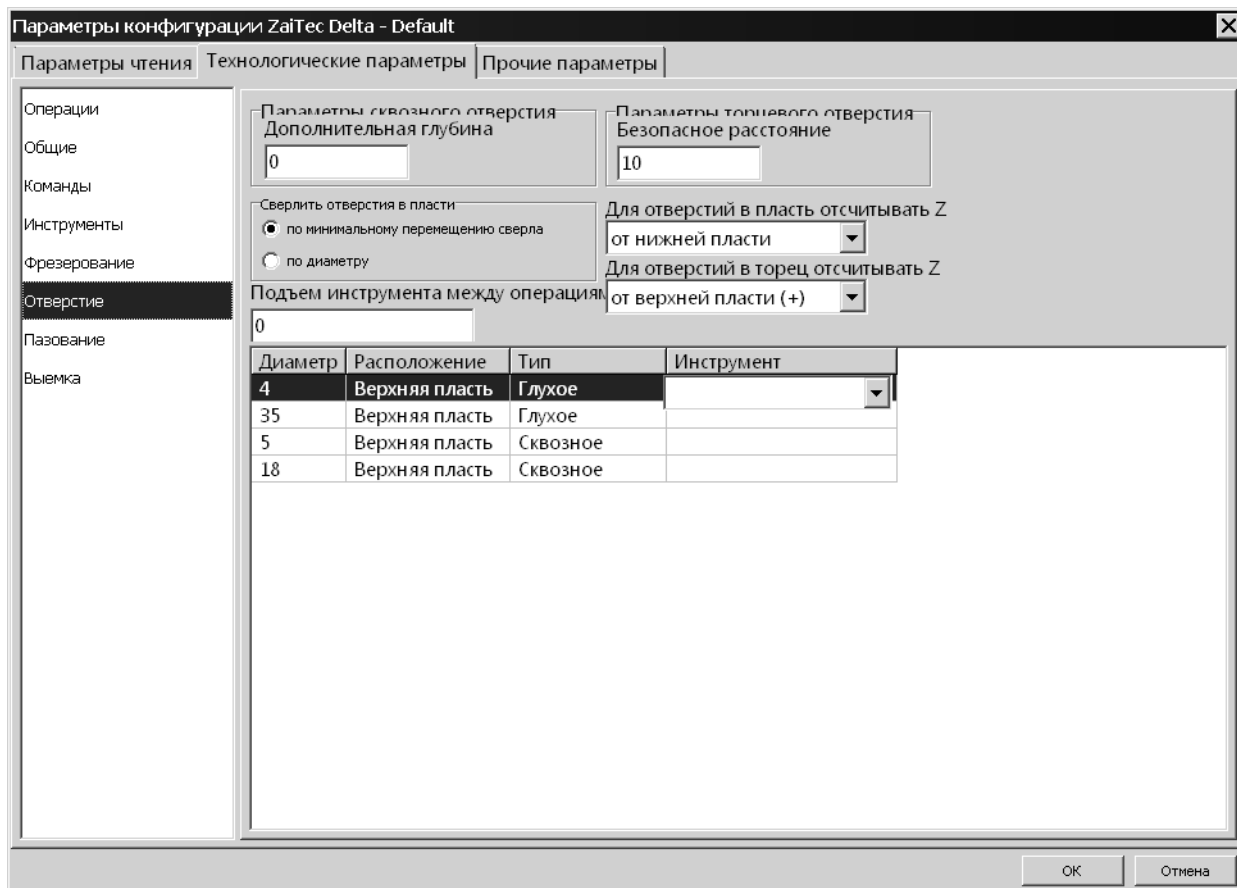 Параметры конфигурации ZaiTec Delta - Default
Параметры чтения
Технологические параметры
Прочие параметры
Операции
Общие
Команды
Инструменты
Фрезерование
Отверстие
Пазование
Выемка
Параметры сквозного отверстия
Дополнительная глубина
0
Параметры торцевого отверстия
Безопасное расстояние
10
Сверлить отверстия в пласти
по минимальному перемещению сверла
по диаметру
Для отверстий в пласть отсчитывать Z
от нижней пласти
Для отверстий в торец отсчитывать Z
от верхней пласти (+)
Подъем инструмента между операциям
0
Диаметр Расположение Тип Инструмент
4 Верхняя пласть Глухое
35 Верхняя пласть Глухое
5 Верхняя пласть Сквозное
18 Верхняя пласть Сквозное
ОК
Отмена